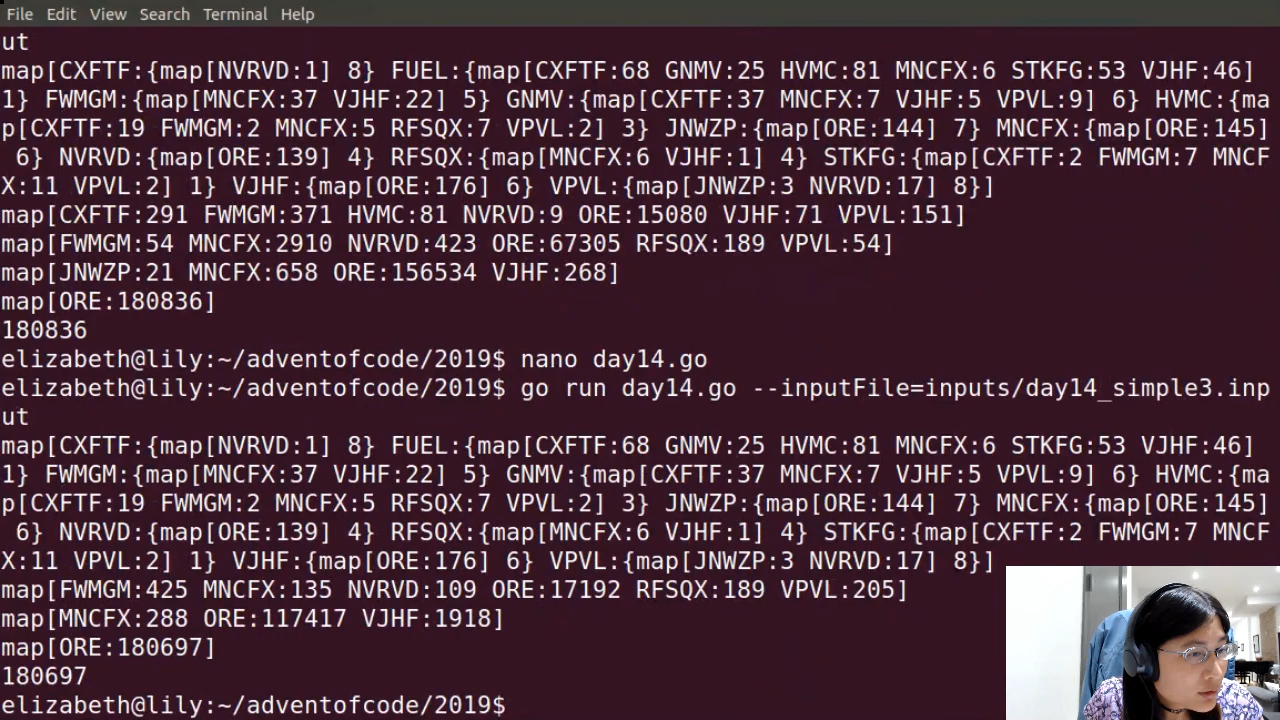 File Edit View Search Terminal Help
ut
map[CXFTF:{map[NVRVD:1] 8} FUEL:{map[CXFTF:68 GNMV:25 HVMC:81 MNCFX:6 STKFG:53 VJHF:46]
1} FWMGM:{map[MNCFX:37 VJHF:22] 5} GNMV:{map[CXFTF:37 MNCFX:7 VJHF:5 VPVL:9] 6} HVMC:{ma
p[CXFTF:19 FWMGM:2 MNCFX:5 RFSQX:7 VPVL:2] 3} JNWZP:{map[ORE:144] 7} MNCFX:{map[ORE:145]
6} NVRVD:{map[ORE:139] 4} RFSQX:{map[MNCFX:6 VJHF:1] 4} STKFG:{map[CXFTF:2 FWMGM:7 MNCF
X:11 VPVL:2] 1} VJHF:{map[ORE:176] 6} VPVL:{map[JNWZP:3 NVRVD:17] 8}]
map[CXFTF:291 FWMGM:371 HVMC:81 NVRVD:9 ORE:15080 VJHF:71 VPVL:151]
map[FWMGM:54 MNCFX:2910 NVRVD:423 ORE:67305 RFSQX:189 VPVL:54]
map[JNWZP:21 MNCFX:658 ORE:156534 VJHF:268]
map[ORE:180836]
180836
elizabeth@lily:~/adventofcode/2019$ nano day14.go
elizabeth@lily:~/adventofcode/2019$ go run day14.go --inputFile=inputs/day14_simple3.inp
ut
map[CXFTF:{map[NVRVD:1] 8} FUEL:{map[CXFTF:68 GNMV:25 HVMC:81 MNCFX:6 STKFG:53 VJHF:46]
1} FWMGM:{map[MNCFX:37 VJHF:22] 5} GNMV:{map[CXFTF:37 MNCFX:7 VJHF:5 VPVL:9] 6} HVMC:{ma
p[CXFTF:19 FWMGM:2 MNCFX:5 RFSQX:7 VPVL:2] 3} JNWZP:{map[ORE:144] 7} MNCFX:{map[ORE:145]
6} NVRVD:{map[ORE:139] 4} RFSQX:{map[MNCFX:6 VJHF:1] 4} STKFG:{map[CXFTF:2 FWMGM:7 MNCF
X:11 VPVL:2] 1} VJHF:{map[ORE:176] 6} VPVL:{map[JNWZP:3 NVRVD:17] 8}]
map[FWMGM:425 MNCFX:135 NVRVD:109 ORE:17192 RFSQX:189 VPVL:205]
map[MNCFX:288 ORE:117417 VJHF:1918]
map[ORE:180697]
180697
elizabeth@lily:~/adventofcode/2019$